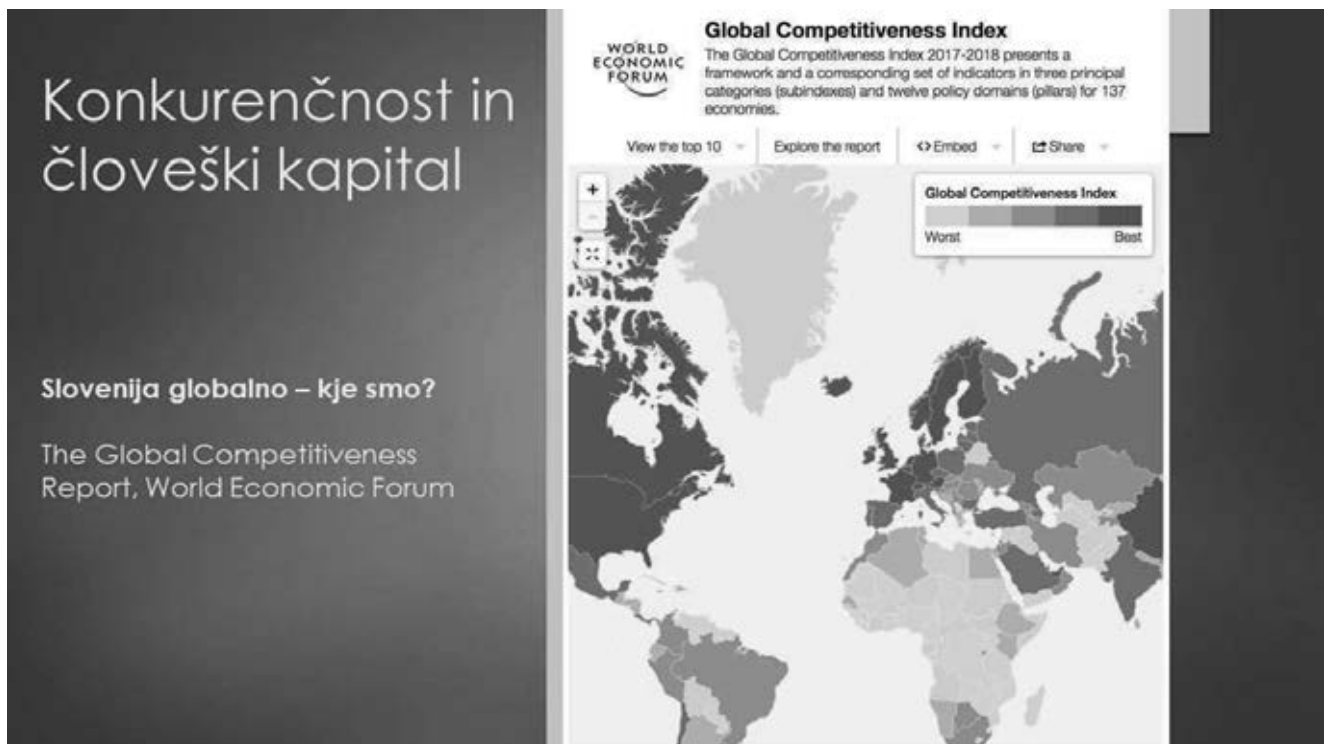 Konkurenčnost in
človeški kapital
Slovenija globalno – kje smo?
The Global Competitiveness
Report, World Economic Forum
WORLD
ECONOMIC
FORUM
Global Competitiveness Index
The Global Competitiveness Index 2017-2018 presents a
framework and a corresponding set of indicators in three principal
categories (subindexes) and twelve policy domains (pillars) for 137
economies.
View the top 10
Explore the report
<> Embed
Share
+
-
Global Competitiveness Index
Worst
Best